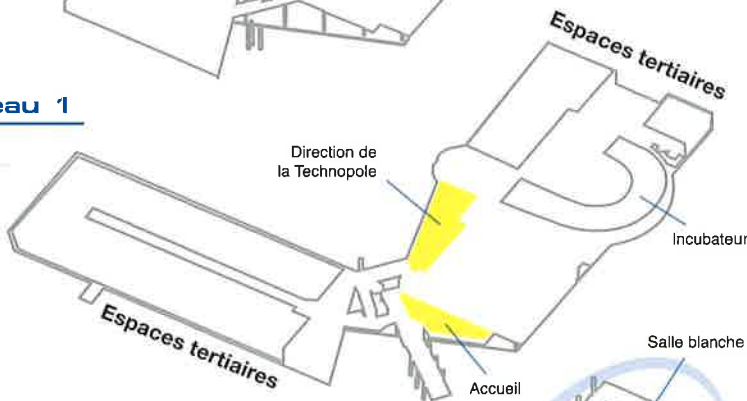 Espaces tertiaires
eau 1
Direction de
la Technopole
Incubateur
Espaces tertiaires
Salle blanche
Accueil